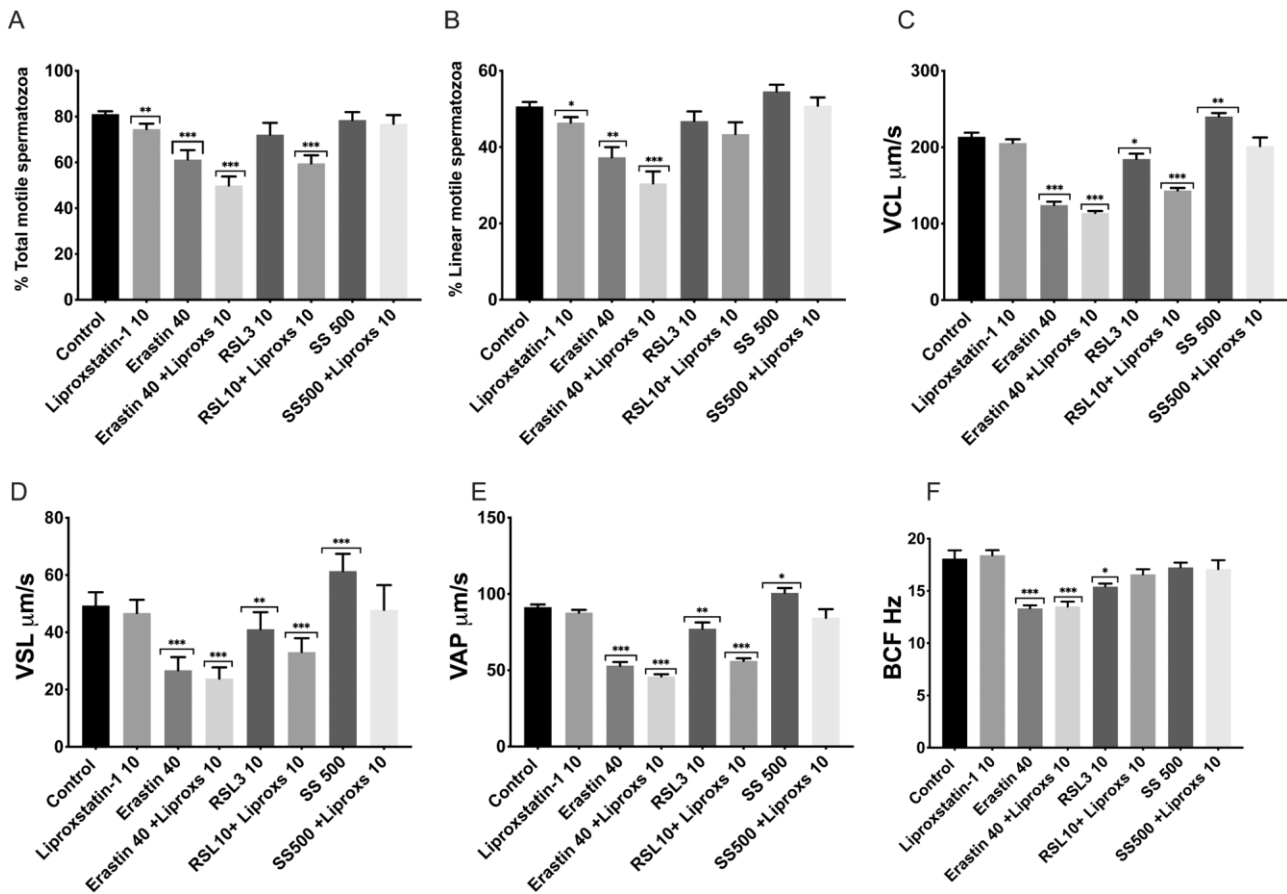 A
% Total motile spermatozoa
100
80
60
40
20
0
**
***
***
***
Control
Liproxstatin-1 10
Erastin 40
Erastin 40 +Liproxs 10
RSL3 10
RSL10+ Liproxs 10
SS 500
SS500 +Liproxs 10
B
% Linear motile spermatozoa
60
40
20
0
*
**
***
Control
Liproxstatin-1 10
Erastin 40
Erastin 40 +Liproxs 10
RSL3 10
RSL10+ Liproxs 10
SS 500
SS500 +Liproxs 10
C
VCL μm/s
300
200
100
0
***
***
*
***
**
Control
Liproxstatin-1 10
Erastin 40
Erastin 40 +Liproxs 10
RSL3 10
RSL10+ Liproxs 10
SS 500
SS500 +Liproxs 10
D
VSL μm/s
80
60
40
20
0
***
***
**
***
***
Control
Liproxstatin-1 10
Erastin 40
Erastin 40 +Liproxs 10
RSL3 10
RSL10+ Liproxs 10
SS 500
SS500 +Liproxs 10
E
VAP μm/s
150
100
50
0
***
***
**
***
*
Control
Liproxstatin-1 10
Erastin 40
Erastin 40 +Liproxs 10
RSL3 10
RSL10+ Liproxs 10
SS 500
SS500 +Liproxs 10
F
BCF Hz
20
15
10
5
0
***
***
*
Control
Liproxstatin-1 10
Erastin 40
Erastin 40 +Liproxs 10
RSL3 10
RSL10+ Liproxs 10
SS 500
SS500 +Liproxs 10